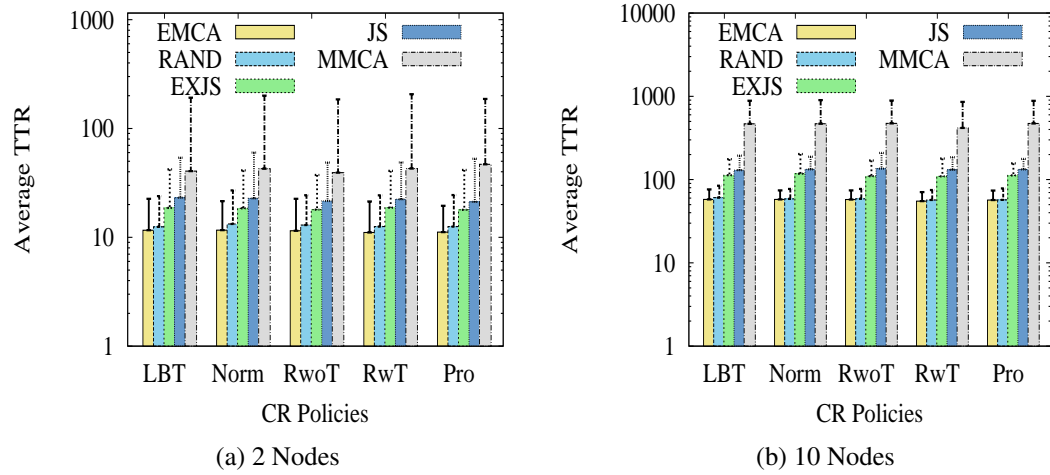 1000
100
10
1
Average TTR
EMCA
RAND
EXJS
JS
MMCA
LBT Norm RwoT RwT Pro
CR Policies
(a) 2 Nodes
10000
1000
100
10
1
Average TTR
EMCA
RAND
EXJS
JS
MMCA
LBT Norm RwoT RwT Pro
CR Policies
(b) 10 Nodes